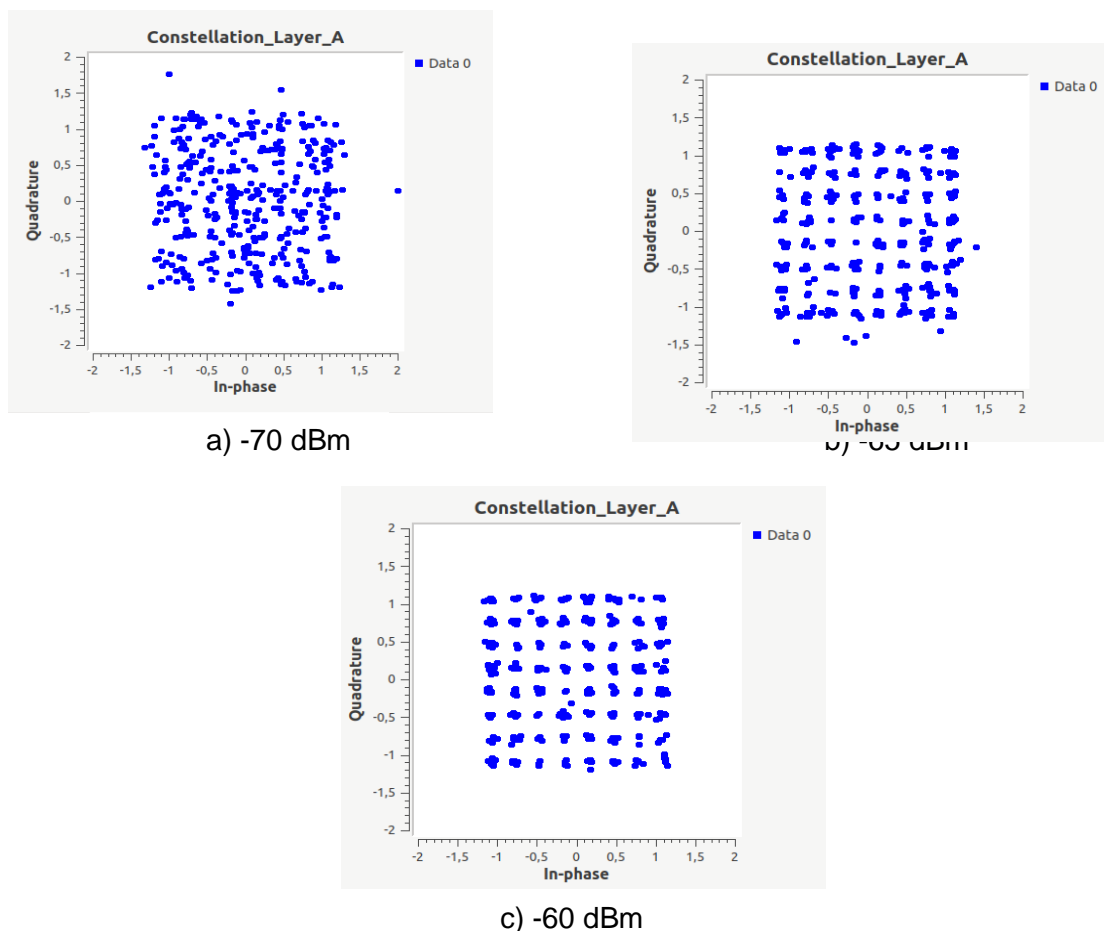 Constellation_Layer_A
Data 0
Quadrature
2
1,5
1
0,5
0
-0,5
-1
-1,5
-2
-2 -1,5 -1 -0,5 0 0,5 1 1,5 2
In-phase
a) -70 dBm
Constellation_Layer_A
Data 0
Quadrature
2
1,5
1
0,5
0
-0,5
-1
-1,5
-2
-2 -1,5 -1 -0,5 0 0,5 1 1,5 2
In-phase
b) -65 dBm
Constellation_Layer_A
Data 0
Quadrature
2
1,5
1
0,5
0
-0,5
-1
-1,5
-2
-2 -1,5 -1 -0,5 0 0,5 1 1,5 2
In-phase
c) -60 dBm